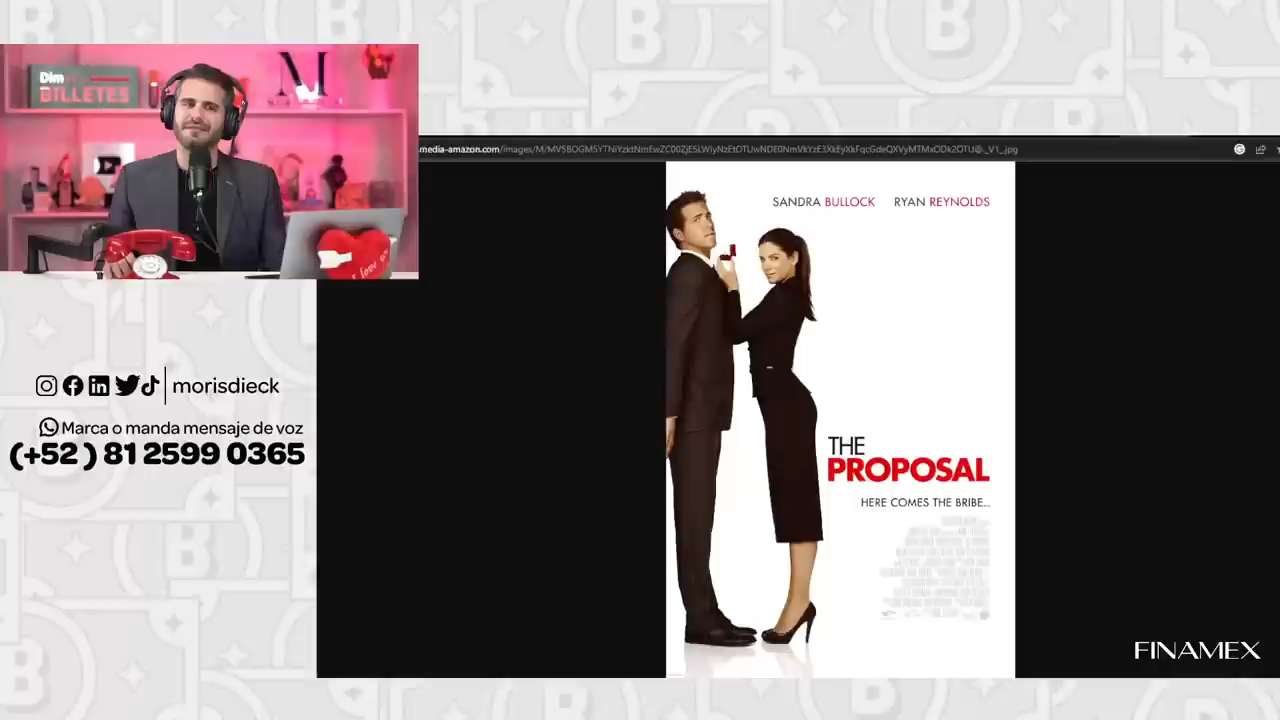 Dim
BILLETES
M
media-amazon.com/images/M/MV5BOGM5YTNiYzktNmEwZC00ZjE5LWIyNzEtOTUwNDE0NmVkYzE3XkEyXkFqcGdeQXVyMTMxODk2OTU@._V1_.jpg
SANDRA BULLOCK RYAN REYNOLDS
THE
PROPOSAL
HERE COMES THE BRIBE...
morisdieck
Marca o manda mensaje de voz
(+52) 81 2599 0365
FINAMEX